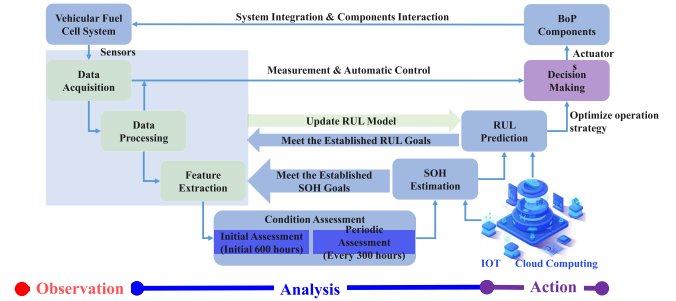 Vehicular Fuel
Cell System
System Integration & Components Interaction
BoP
Components
Sensors
Actuators
Data
Acquisition
Measurement & Automatic Control
Decision
Making
Optimize operation
strategy
Data
Processing
Update RUL Model
Meet the Established RUL Goals
RUL
Prediction
Feature
Extraction
Meet the Established
SOH Goals
SOH
Estimation
Condition Assessment
Initial Assessment
(Initial 600 hours)
Periodic
Assessment
(Every 300 hours)
IOT
Cloud Computing
Observation
Analysis
Action